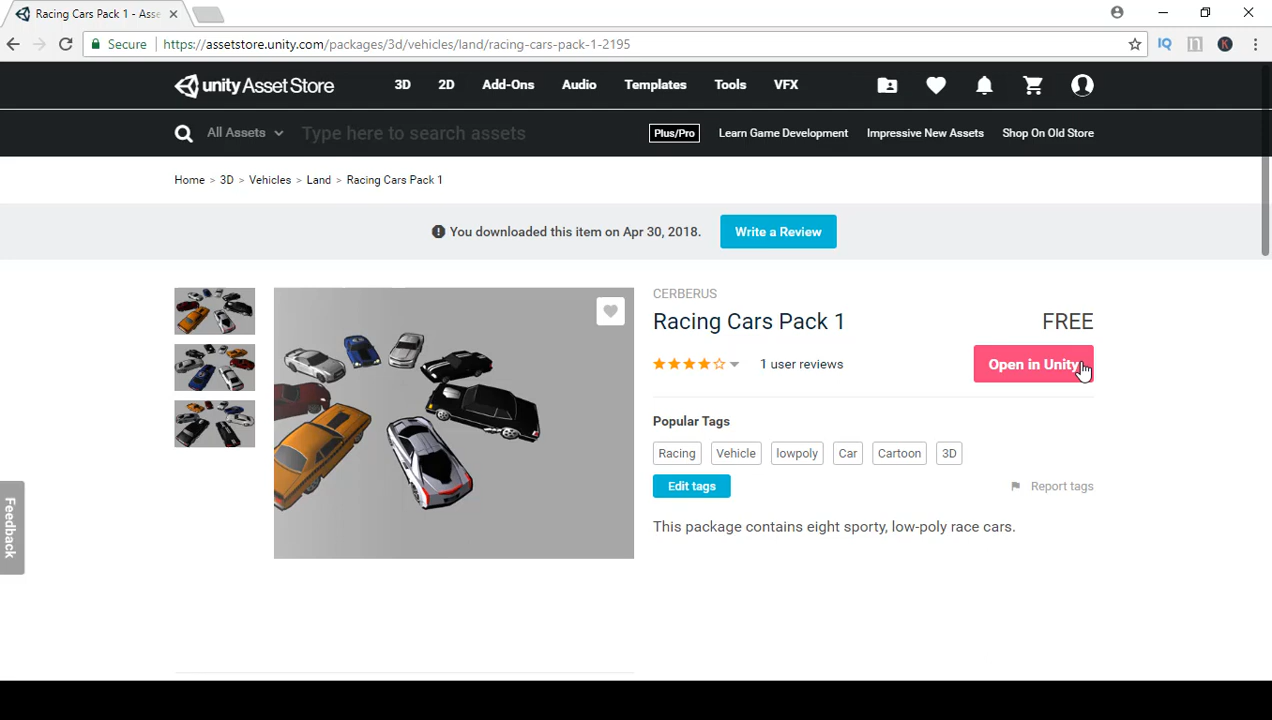 Racing Cars Pack 1 - Asse
Secure
https://assetstore.unity.com/packages/3d/vehicles/land/racing-cars-pack-1-2195
IQ
n
K
unity Asset Store
3D
2D
Add-Ons
Audio
Templates
Tools
VFX
All Assets
Type here to search assets
Plus/Pro
Learn Game Development
Impressive New Assets
Shop On Old Store
Home > 3D > Vehicles > Land > Racing Cars Pack 1
You downloaded this item on Apr 30, 2018.
Write a Review
CERBERUS
Racing Cars Pack 1
FREE
1 user reviews
Open in Unity
Popular Tags
Racing
Vehicle
lowpoly
Car
Cartoon
3D
Edit tags
Report tags
This package contains eight sporty, low-poly race cars.
Feedback